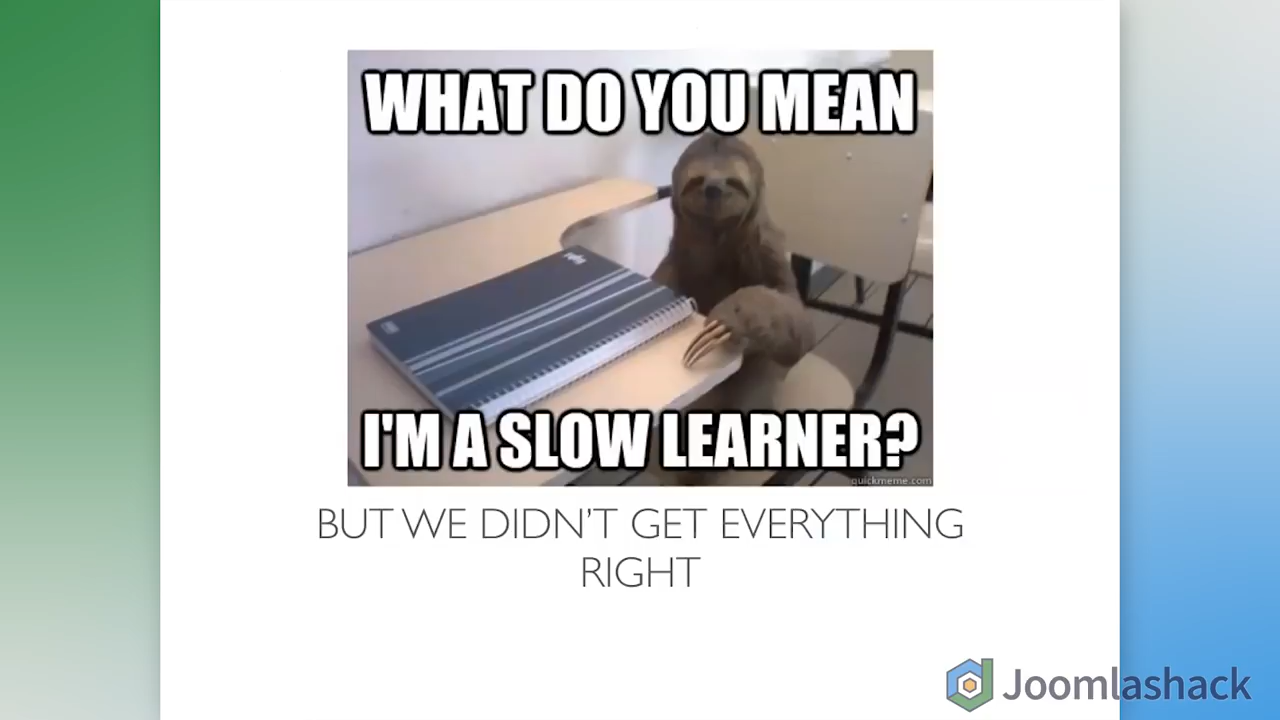 WHAT DO YOU MEAN
I'M A SLOW LEARNER?
quickmeme.com
BUT WE DIDN'T GET EVERYTHING
RIGHT
Joomlashack